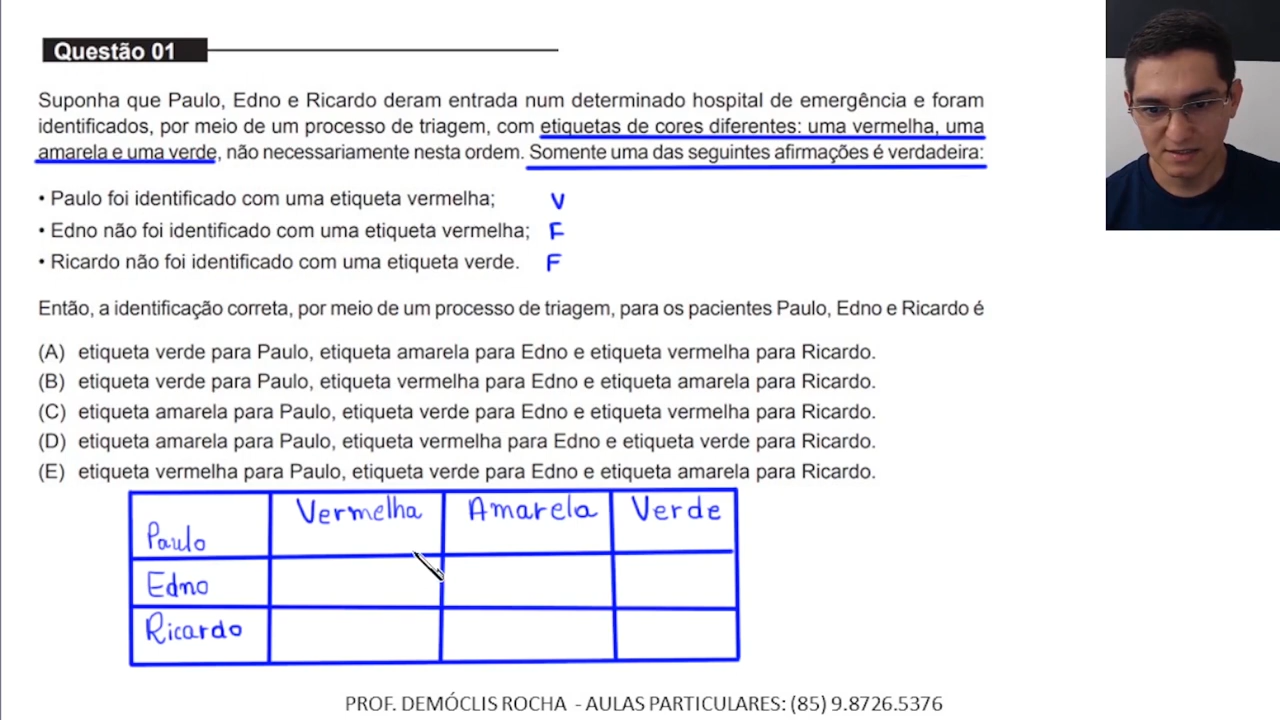 Questão 01
Suponha que Paulo, Edno e Ricardo deram entrada num determinado hospital de emergência e foram
identificados, por meio de um processo de triagem, com etiquetas de cores diferentes: uma vermelha, uma
amarela e uma verde, não necessariamente nesta ordem. Somente uma das seguintes afirmações é verdadeira:
• Paulo foi identificado com uma etiqueta vermelha; V
• Edno não foi identificado com uma etiqueta vermelha; F
• Ricardo não foi identificado com uma etiqueta verde. F
Então, a identificação correta, por meio de um processo de triagem, para os pacientes Paulo, Edno e Ricardo é
(A) etiqueta verde para Paulo, etiqueta amarela para Edno e etiqueta vermelha para Ricardo.
(B) etiqueta verde para Paulo, etiqueta vermelha para Edno e etiqueta amarela para Ricardo.
(C) etiqueta amarela para Paulo, etiqueta verde para Edno e etiqueta vermelha para Ricardo.
(D) etiqueta amarela para Paulo, etiqueta vermelha para Edno e etiqueta verde para Ricardo.
(E) etiqueta vermelha para Paulo, etiqueta verde para Edno e etiqueta amarela para Ricardo.
Vermelha Amarela Verde
Paulo
Edno
Ricardo
PROF. DEMÓCLIS ROCHA - AULAS PARTICULARES: (85) 9.8726.5376